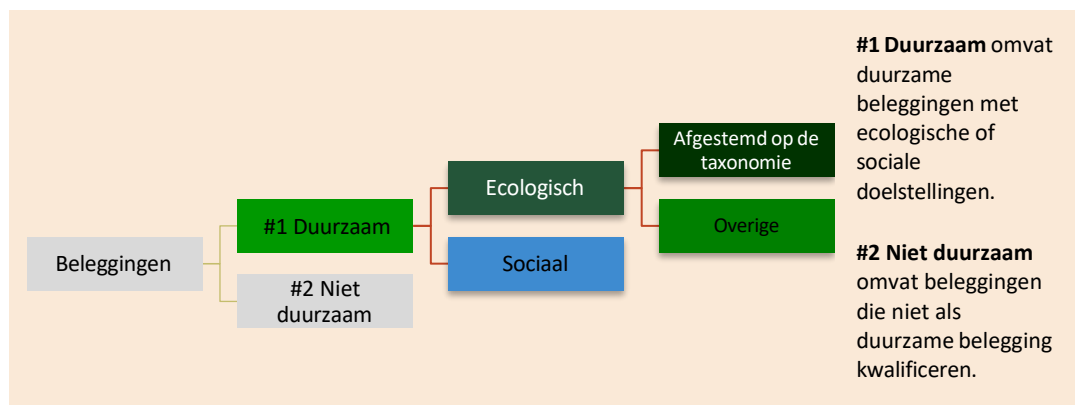 Beleggingen
#1 Duurzaam
#2 Niet
duurzaam
Ecologisch
Sociaal
Afgestemd op de
taxonomie
Overige
#1 Duurzaam omvat
duurzame
beleggingen met
ecologische of
sociale
doelstellingen.
#2 Niet duurzaam
omvat beleggingen
die niet als
duurzame belegging
kwalificeren.